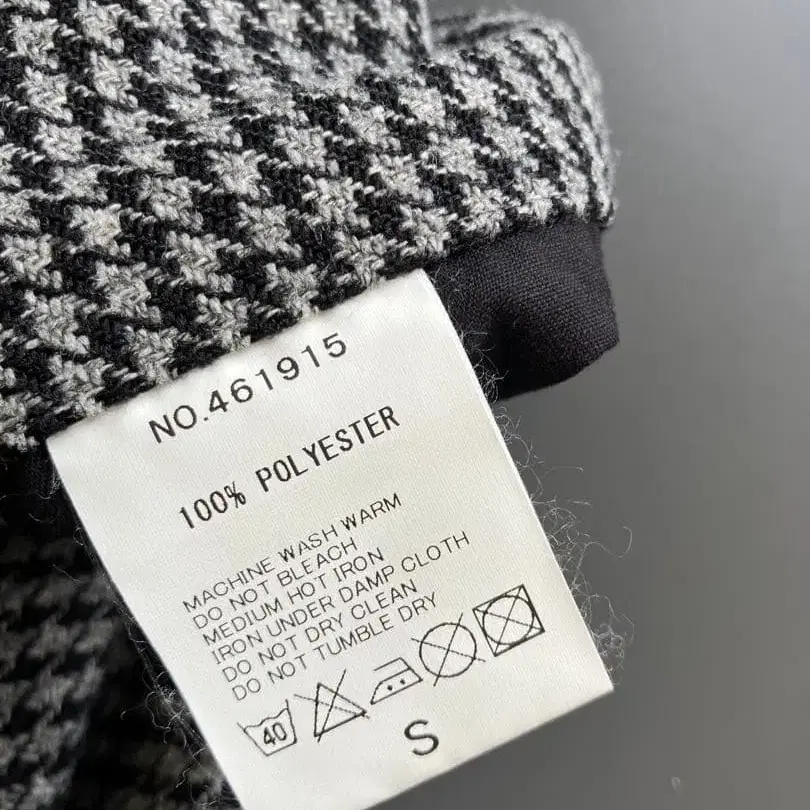 NO.461915
100% POLYESTER
MACHINE WASH WARM
DO NOT BLEACH
MEDIUM HOT IRON
IRON UNDER DAMP CLOTH
DO NOT DRY CLEAN
DO NOT TUMBLE DRY
40
S